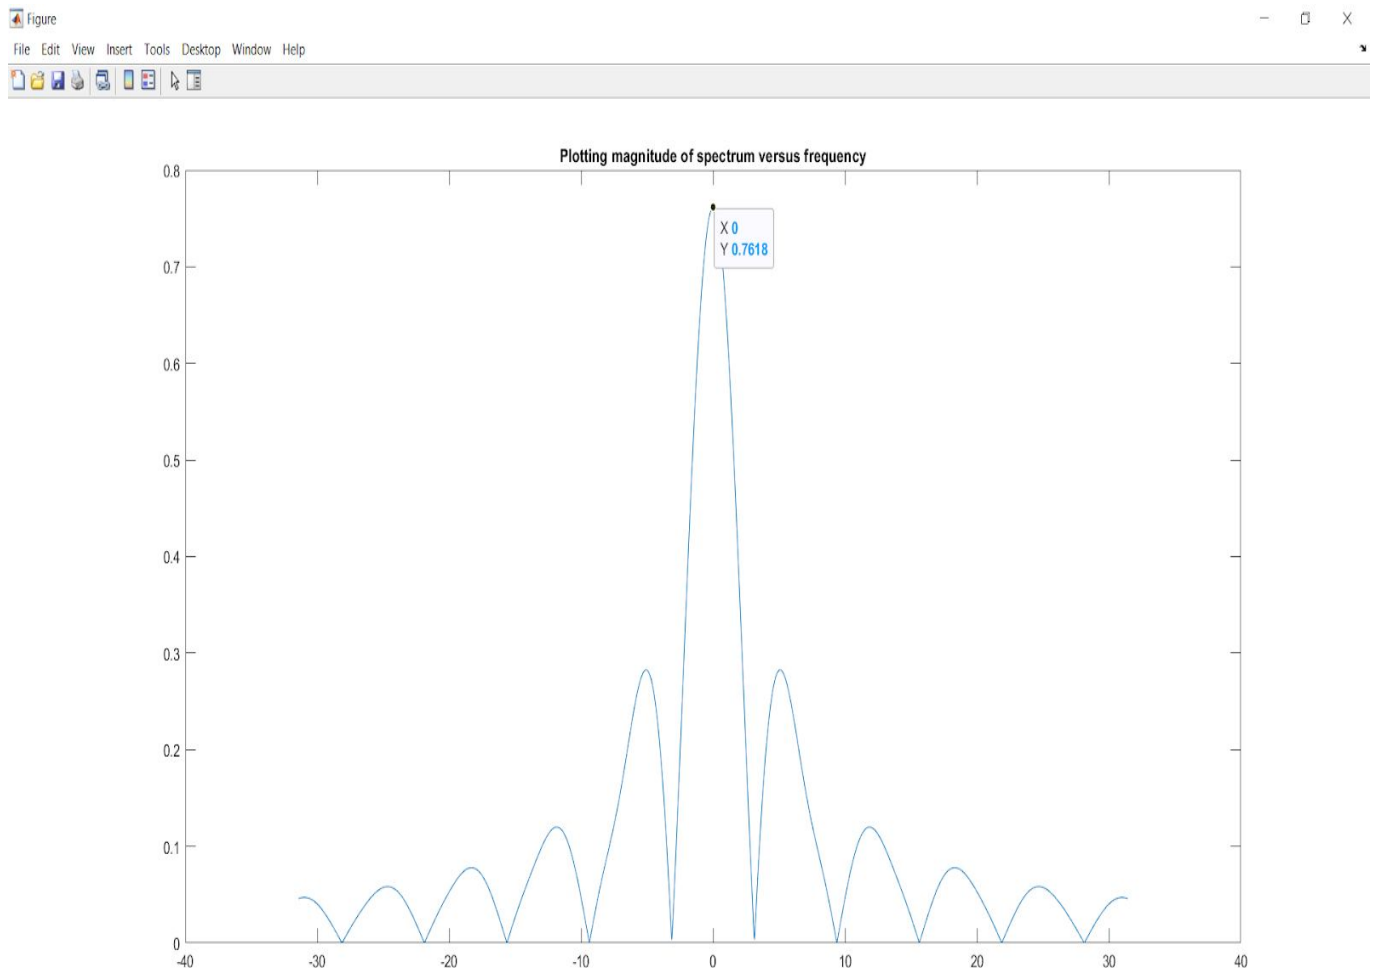 Figure
File Edit View Insert Tools Desktop Window Help
Plotting magnitude of spectrum versus frequency
0.8
X 0
Y 0.7618
0.7
0.6
0.5
0.4
0.3
0.2
0.1
0
-40 -30 -20 -10 0 10 20 30 40